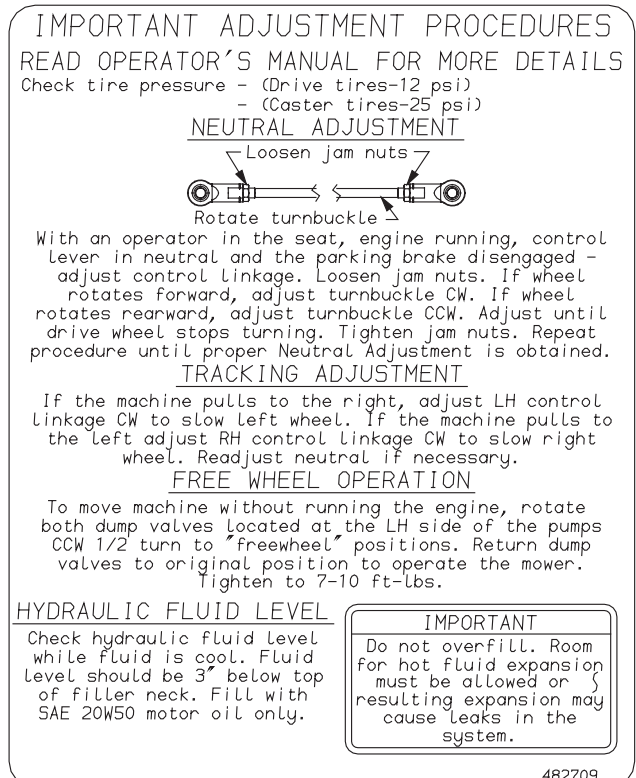 IMPORTANT ADJUSTMENT PROCEDURES
READ OPERATOR'S MANUAL FOR MORE DETAILS
Check tire pressure - (Drive tires-12 psi)
- (Caster tires-25 psi)
NEUTRAL ADJUSTMENT
Loosen jam nuts
Rotate turnbuckle
With an operator in the seat, engine running, control
lever in neutral and the parking brake disengaged -
adjust control linkage. Loosen jam nuts. If wheel
rotates forward, adjust turnbuckle CW. If wheel
rotates rearward, adjust turnbuckle CCW. Adjust until
drive wheel stops turning. Tighten jam nuts. Repeat
procedure until proper Neutral Adjustment is obtained.
TRACKING ADJUSTMENT
If the machine pulls to the right, adjust LH control
linkage CW to slow left wheel. If the machine pulls to
the left adjust RH control linkage CW to slow right
wheel. Readjust neutral if necessary.
FREE WHEEL OPERATION
To move machine without running the engine, rotate
both dump valves located at the LH side of the pumps
CCW 1/2 turn to "freewheel" positions. Return dump
valves to original position to operate the mower.
Tighten to 7-10 ft-lbs.
HYDRAULIC FLUID LEVEL
Check hydraulic fluid level
while fluid is cool. Fluid
level should be 3" below top
of filler neck. Fill with
SAE 20W50 motor oil only.
IMPORTANT
Do not overfill. Room
for hot fluid expansion
must be allowed or
resulting expansion may
cause leaks in the
system.
482709